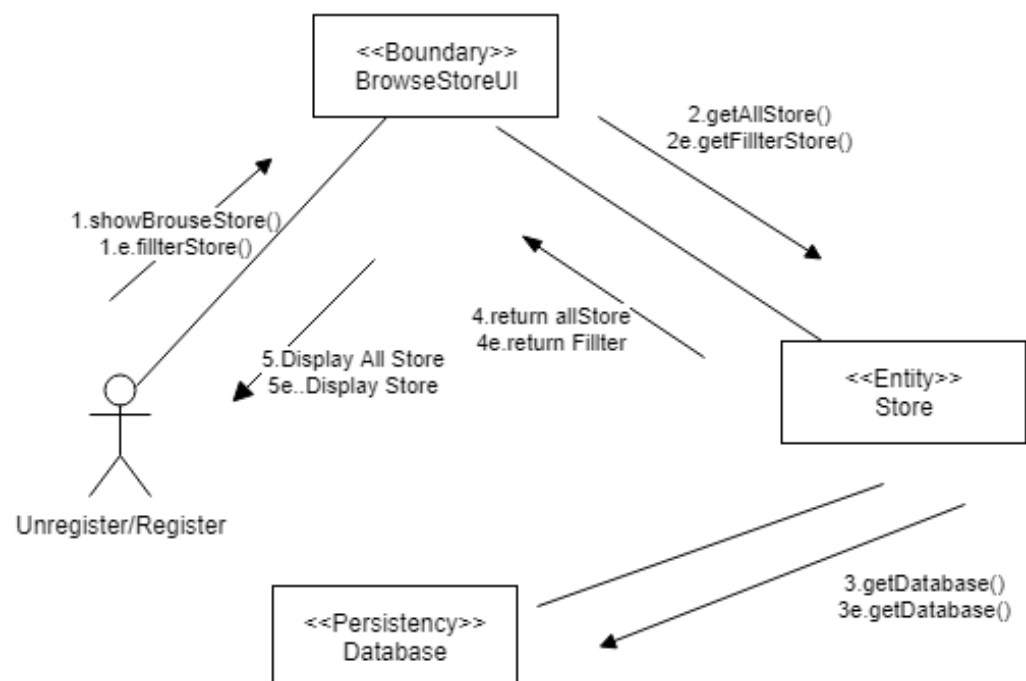 <<Boundary>>
BrowseStoreUI
2.getAllStore()
2e.getFillterStore()
1.showBrouseStore()
1.e.fillterStore()
4.return allStore
4e.return Fillter
5.Display All Store
5e..Display Store
<<Entity>>
Store
Unregister/Register
3.getDatabase()
3e.getDatabase()
<<Persistency>>
Database